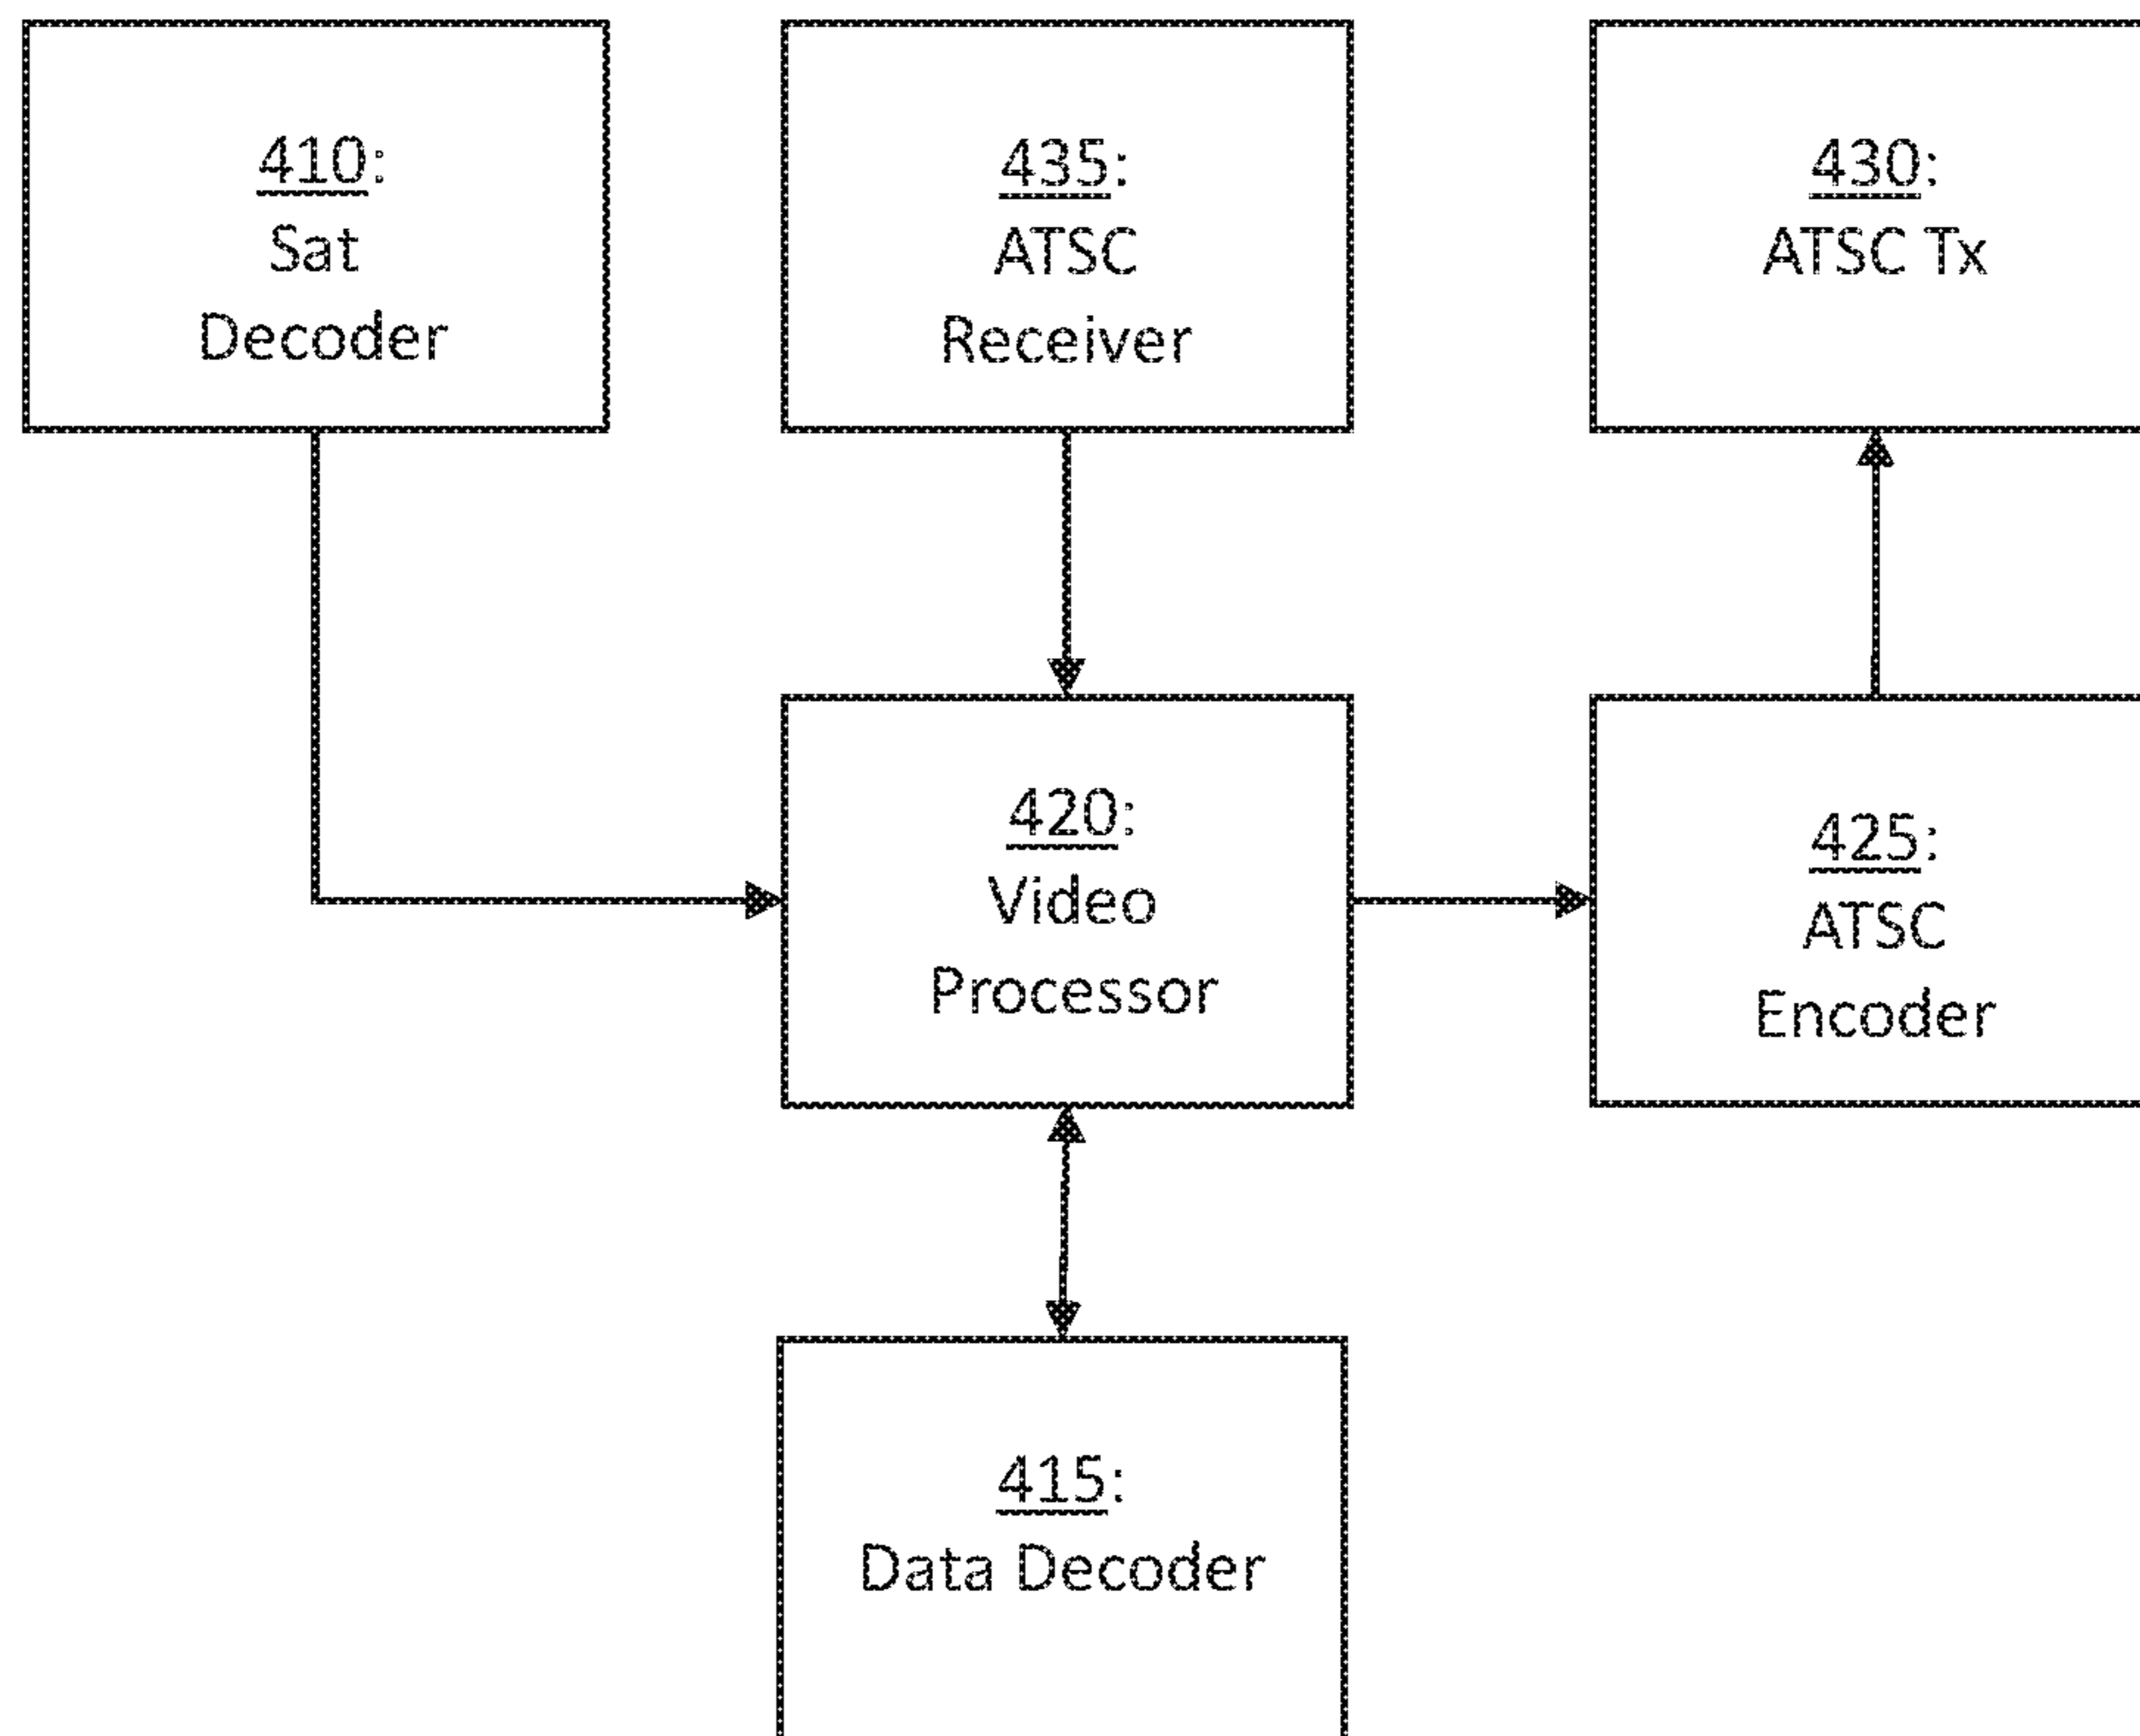 410:
Sat
Decoder
435:
ATSC
Receiver
430:
ATSC Tx
420:
Video
Processor
425:
ATSC
Encoder
415:
Data Decoder